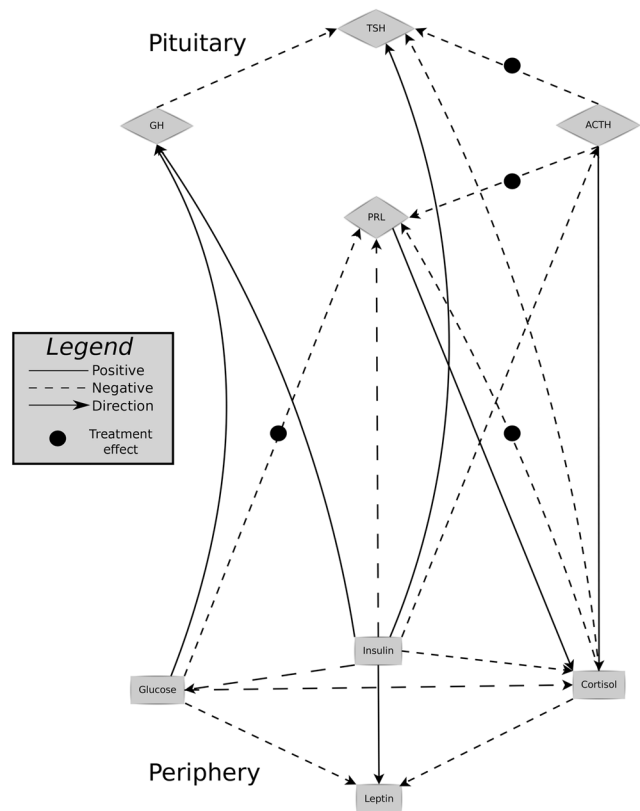 TSH
Pituitary
GH
ACTH
PRL
Legend
Positive
Negative
Direction
Treatment
effect
Insulin
Glucose
Cortisol
Periphery
Leptin